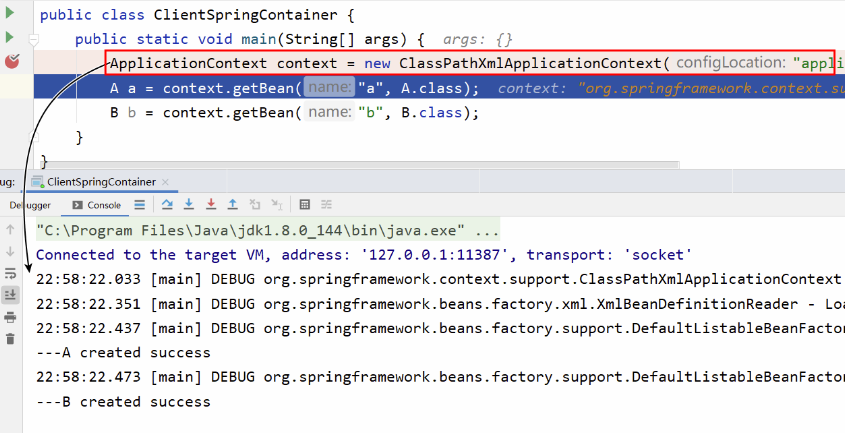 public class ClientSpringContainer {
public static void main(String[] args) { args: {}
ApplicationContext context = new ClassPathXmlApplicationContext( configLocation: "appli
A a = context.getBean( name: "a", A.class); context: "org.springframework.context.su
B b = context.getBean( name: "b", B.class);
}
}
ug: ClientSpringContainer
Debugger Console
"C:\Program Files\Java\jdk1.8.0_144\bin\java.exe" ...
Connected to the target VM, address: '127.0.0.1:11387', transport: 'socket'
22:58:22.033 [main] DEBUG org.springframework.context.support.ClassPathXmlApplicationContext
22:58:22.351 [main] DEBUG org.springframework.beans.factory.xml.XmlBeanDefinitionReader - Loa
22:58:22.437 [main] DEBUG org.springframework.beans.factory.support.DefaultListableBeanFactor
---A created success
22:58:22.473 [main] DEBUG org.springframework.beans.factory.support.DefaultListableBeanFactor
---B created success